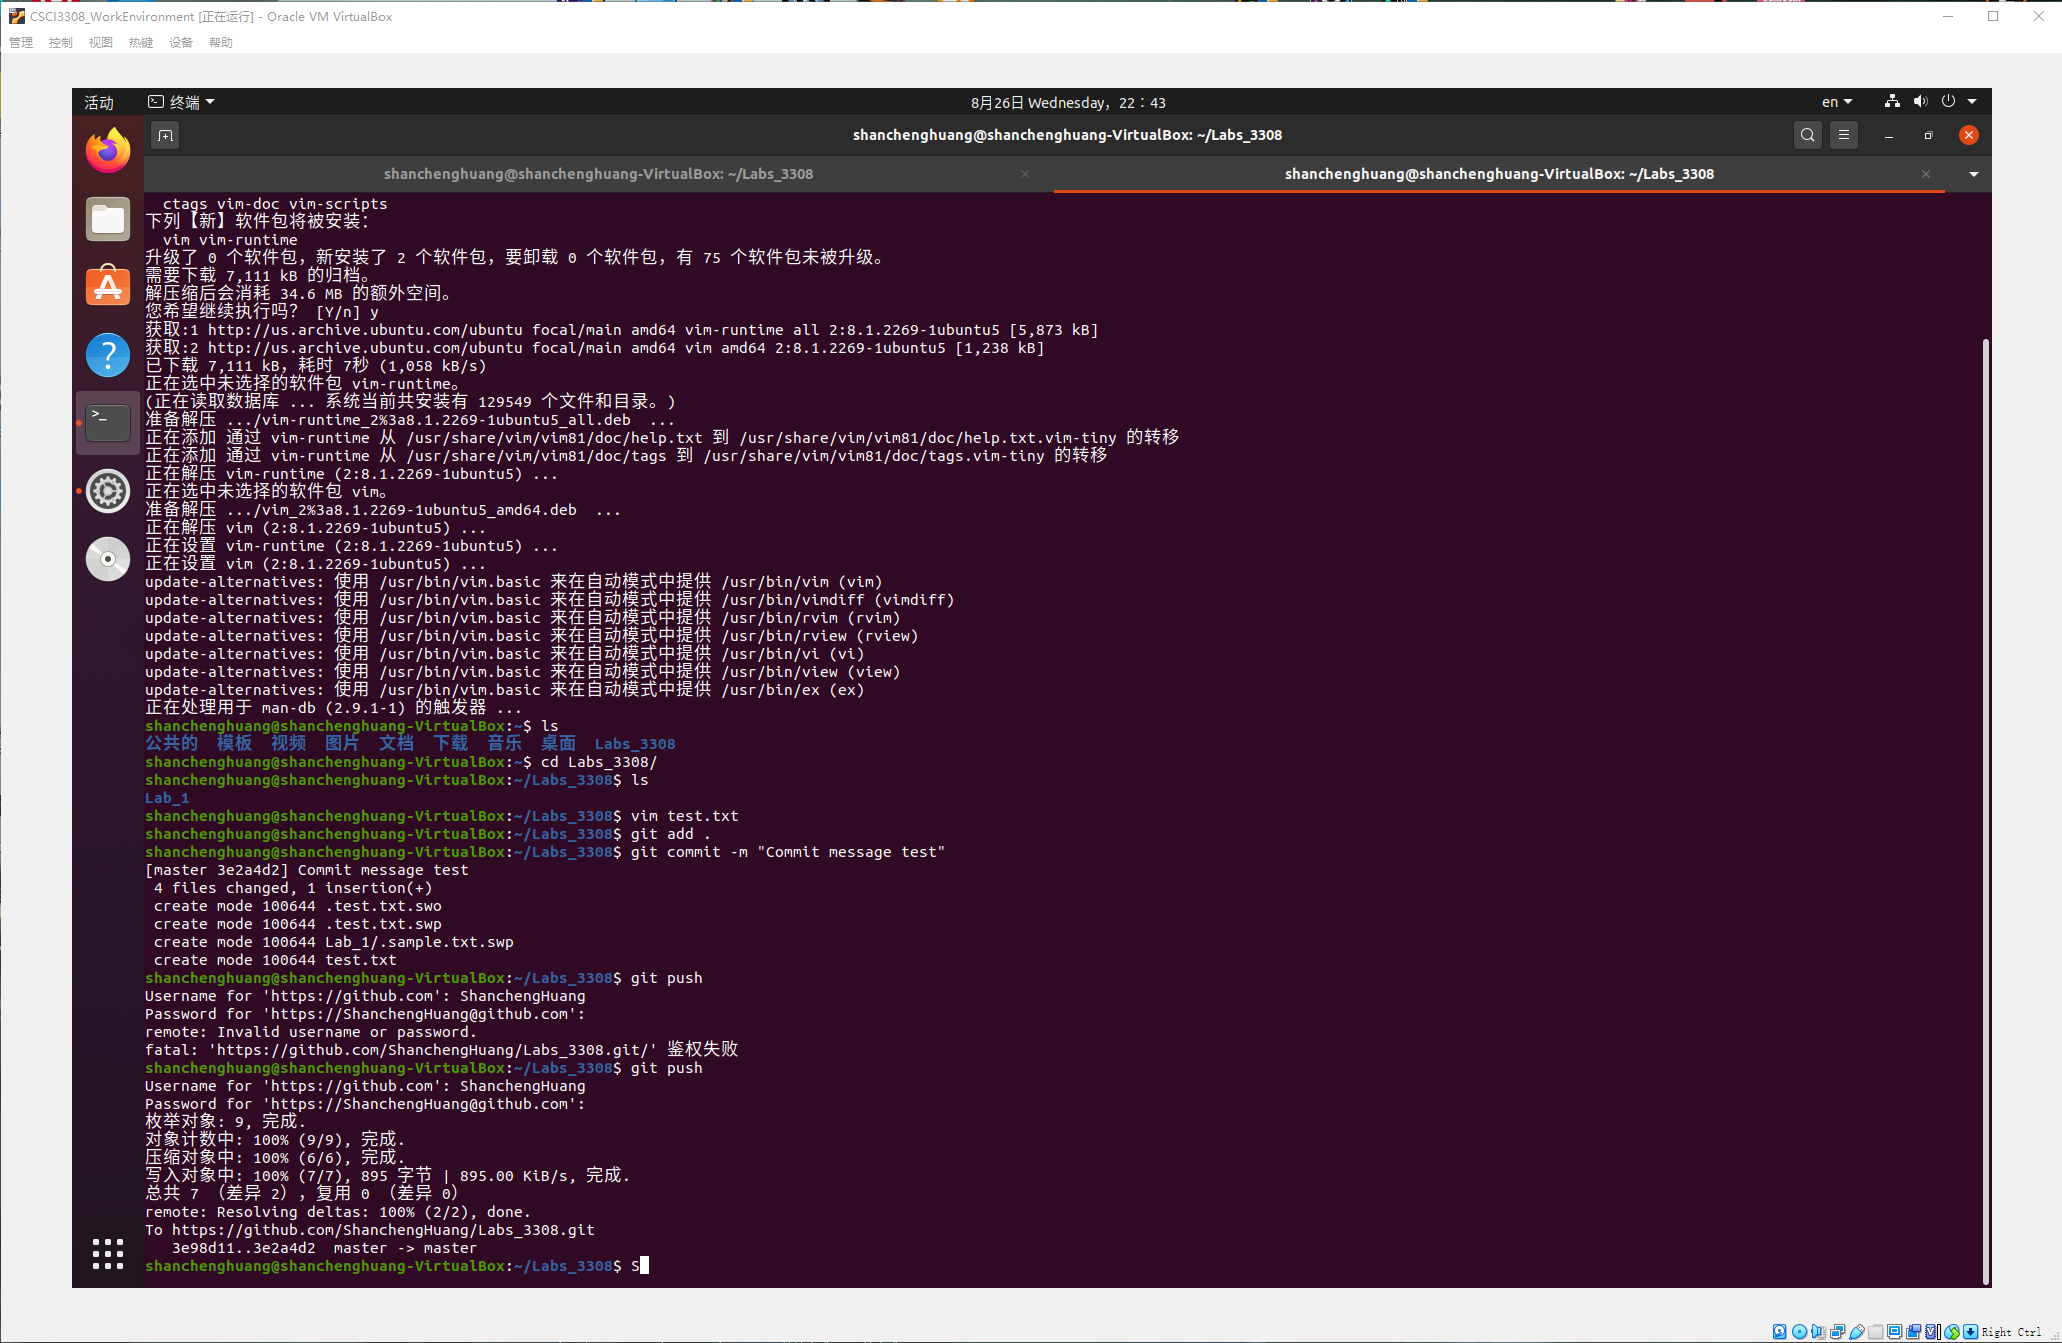 CSCI3308_WorkEnvironment [正在运行] - Oracle VM VirtualBox
管理 控制 视图 热键 设备 帮助
活动 终端 8月26日 Wednesday，22：43 en
shanchenghuang@shanchenghuang-VirtualBox: ~/Labs_3308
shanchenghuang@shanchenghuang-VirtualBox: ~/Labs_3308 shanchenghuang@shanchenghuang-VirtualBox: ~/Labs_3308
ctags vim-doc vim-scripts
下列【新】软件包将被安装：
vim vim-runtime
升级了 0 个软件包，新安装了 2 个软件包，要卸载 0 个软件包，有 75 个软件包未被升级。
需要下载 7,111 kB 的归档。
解压缩后会消耗 34.6 MB 的额外空间。
您希望继续执行吗？ [Y/n] y
获取:1 http://us.archive.ubuntu.com/ubuntu focal/main amd64 vim-runtime all 2:8.1.2269-1ubuntu5 [5,873 kB]
获取:2 http://us.archive.ubuntu.com/ubuntu focal/main amd64 vim amd64 2:8.1.2269-1ubuntu5 [1,238 kB]
已下载 7,111 kB，耗时 7秒 (1,058 kB/s)
正在选中未选择的软件包 vim-runtime。
(正在读取数据库 ... 系统当前共安装有 129549 个文件和目录。)
准备解压 .../vim-runtime_2%3a8.1.2269-1ubuntu5_all.deb  ...
正在添加 通过 vim-runtime 从 /usr/share/vim/vim81/doc/help.txt 到 /usr/share/vim/vim81/doc/help.txt.vim-tiny 的转移
正在添加 通过 vim-runtime 从 /usr/share/vim/vim81/doc/tags 到 /usr/share/vim/vim81/doc/tags.vim-tiny 的转移
正在解压 vim-runtime (2:8.1.2269-1ubuntu5) ...
正在选中未选择的软件包 vim。
准备解压 .../vim_2%3a8.1.2269-1ubuntu5_amd64.deb  ...
正在解压 vim (2:8.1.2269-1ubuntu5) ...
正在设置 vim-runtime (2:8.1.2269-1ubuntu5) ...
正在设置 vim (2:8.1.2269-1ubuntu5) ...
update-alternatives: 使用 /usr/bin/vim.basic 来在自动模式中提供 /usr/bin/vim (vim)
update-alternatives: 使用 /usr/bin/vim.basic 来在自动模式中提供 /usr/bin/vimdiff (vimdiff)
update-alternatives: 使用 /usr/bin/vim.basic 来在自动模式中提供 /usr/bin/rvim (rvim)
update-alternatives: 使用 /usr/bin/vim.basic 来在自动模式中提供 /usr/bin/rview (rview)
update-alternatives: 使用 /usr/bin/vim.basic 来在自动模式中提供 /usr/bin/vi (vi)
update-alternatives: 使用 /usr/bin/vim.basic 来在自动模式中提供 /usr/bin/view (view)
update-alternatives: 使用 /usr/bin/vim.basic 来在自动模式中提供 /usr/bin/ex (ex)
正在处理用于 man-db (2.9.1-1) 的触发器 ...
shanchenghuang@shanchenghuang-VirtualBox:~$ ls
公共的 模板 视频 图片 文档 下载 音乐 桌面 Labs_3308
shanchenghuang@shanchenghuang-VirtualBox:~$ cd Labs_3308/
shanchenghuang@shanchenghuang-VirtualBox:~/Labs_3308$ ls
Lab_1
shanchenghuang@shanchenghuang-VirtualBox:~/Labs_3308$ vim test.txt
shanchenghuang@shanchenghuang-VirtualBox:~/Labs_3308$ git add .
shanchenghuang@shanchenghuang-VirtualBox:~/Labs_3308$ git commit -m "Commit message test"
[master 3e2a4d2] Commit message test
4 files changed, 1 insertion(+)
create mode 100644 .test.txt.swo
create mode 100644 .test.txt.swp
create mode 100644 Lab_1/.sample.txt.swp
create mode 100644 test.txt
shanchenghuang@shanchenghuang-VirtualBox:~/Labs_3308$ git push
Username for 'https://github.com': ShanchengHuang
Password for 'https://ShanchengHuang@github.com':
remote: Invalid username or password.
fatal: 'https://github.com/ShanchengHuang/Labs_3308.git/' 鉴权失败
shanchenghuang@shanchenghuang-VirtualBox:~/Labs_3308$ git push
Username for 'https://github.com': ShanchengHuang
Password for 'https://ShanchengHuang@github.com':
枚举对象: 9, 完成.
对象计数中: 100% (9/9), 完成.
压缩对象中: 100% (6/6), 完成.
写入对象中: 100% (7/7), 895 字节 | 895.00 KiB/s, 完成.
总共 7 （差异 2），复用 0 （差异 0）
remote: Resolving deltas: 100% (2/2), done.
To https://github.com/ShanchengHuang/Labs_3308.git
3e98d11..3e2a4d2  master -> master
shanchenghuang@shanchenghuang-VirtualBox:~/Labs_3308$ S
Right Ctrl